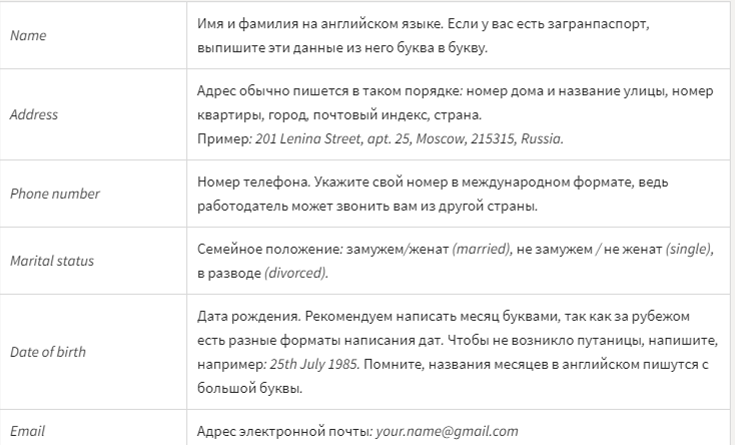 Name
Имя и фамилия на английском языке. Если у вас есть загранпаспорт,
выпишите эти данные из него буква в букву.
Address
Адрес обычно пишется в таком порядке: номер дома и название улицы, номер
квартиры, город, почтовый индекс, страна.
Пример: 201 Lenina Street, apt. 25, Moscow, 215315, Russia.
Phone number
Номер телефона. Укажите свой номер в международном формате, ведь
работодатель может звонить вам из другой страны.
Marital status
Семейное положение: замужем/женат (married), не замужем / не женат (single),
в разводе (divorced).
Date of birth
Дата рождения. Рекомендуем написать месяц буквами, так как за рубежом
есть разные форматы написания дат. Чтобы не возникло путаницы, напишите,
например: 25th July 1985. Помните, названия месяцев в английском пишутся с
большой буквы.
Email
Адрес электронной почты: your.name@gmail.com